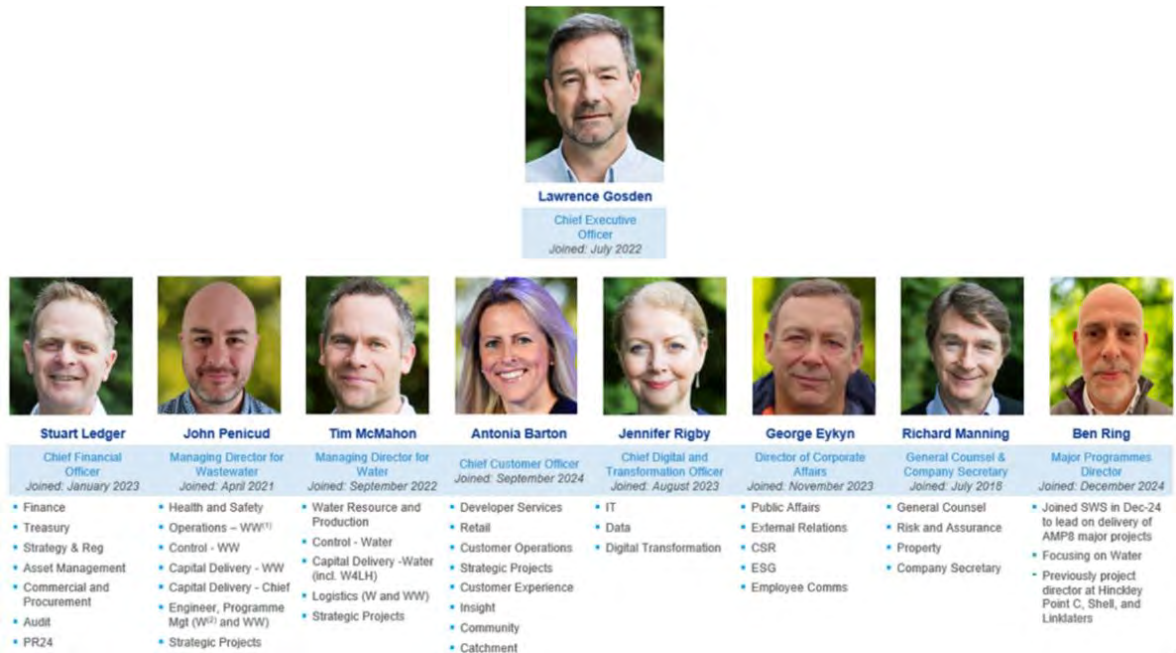 Lawrence Gosden
Chief Executive
Officer
Joined: July 2022
Stuart Ledger
Chief Financial
Officer
Joined: January 2023
▪ Finance
▪ Treasury
▪ Strategy & Reg
▪ Asset Management
▪ Commercial and
Procurement
▪ Audit
▪ PR24
John Penicud
Managing Director for
Wastewater
Joined: April 2021
▪ Health and Safety
▪ Operations – WW(1)
▪ Control - WW
▪ Capital Delivery - WW
▪ Capital Delivery - Chief
▪ Engineer, Programme
Mgt (W(2) and WW)
▪ Strategic Projects
Tim McMahon
Managing Director for
Water
Joined: September 2022
▪ Water Resource and
Production
▪ Control - Water
▪ Capital Delivery -Water
(incl. W4LH)
▪ Logistics (W and WW)
▪ Strategic Projects
Antonia Barton
Chief Customer Officer
Joined: September 2024
▪ Developer Services
▪ Retail
▪ Customer Operations
▪ Strategic Projects
▪ Customer Experience
▪ Insight
▪ Community
▪ Catchment
Jennifer Rigby
Chief Digital and
Transformation Officer
Joined: August 2023
▪ IT
▪ Data
▪ Digital Transformation
George Eykyn
Director of Corporate
Affairs
Joined: November 2023
▪ Public Affairs
▪ External Relations
▪ CSR
▪ ESG
▪ Employee Comms
Richard Manning
General Counsel &
Company Secretary
Joined: July 2018
▪ General Counsel
▪ Risk and Assurance
▪ Property
▪ Company Secretary
Ben Ring
Major Programmes
Director
Joined: December 2024
▪ Joined SWS in Dec-24
to lead on delivery of
AMP8 major projects
▪ Focusing on Water
▪ Previously project
director at Hinckley
Point C, Shell, and
Linklaters